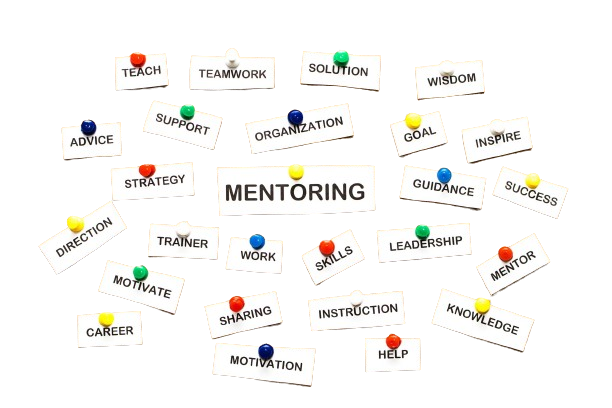 TEACH
TEAMWORK
SOLUTION
WISDOM
ADVICE
SUPPORT
ORGANIZATION
GOAL
INSPIRE
STRATEGY
MENTORING
GUIDANCE
SUCCESS
DIRECTION
TRAINER
WORK
SKILLS
LEADERSHIP
MENTOR
MOTIVATE
SHARING
INSTRUCTION
KNOWLEDGE
CAREER
MOTIVATION
HELP